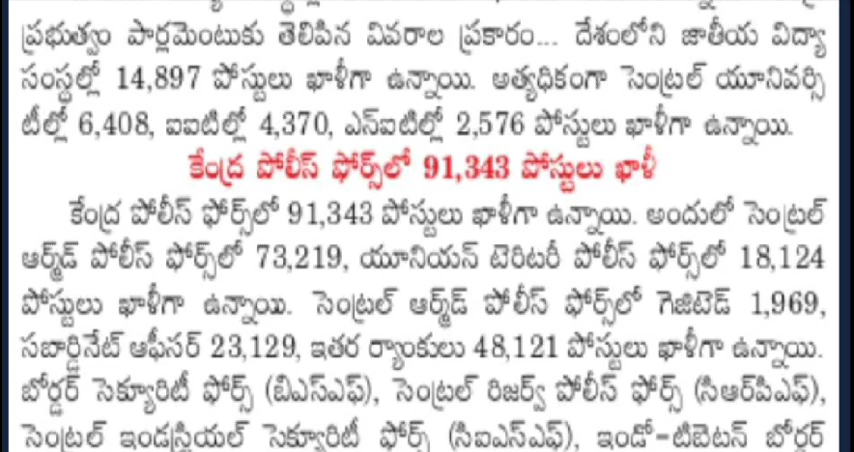 ప్రభుత్వం పార్లమెంటుకు తెలిపిన వివరాల ప్రకారం... దేశంలోని జాతీయ విద్యా
సంస్థల్లో 14,897 పోస్టులు ఖాళీగా ఉన్నాయి. అత్యధికంగా సెంట్రల్ యూనివర్సి
టీల్లో 6,408, ఐఐటిల్లో 4,370, ఎన్ఐటిల్లో 2,576 పోస్టులు ఖాళీగా ఉన్నాయి.
కేంద్ర పోలీస్ ఫోర్స్‌లో 91,343 పోస్టులు ఖాళీ
కేంద్ర పోలీస్ ఫోర్స్‌లో 91,343 పోస్టులు ఖాళీగా ఉన్నాయి. అందులో సెంట్రల్
ఆర్మ్‌డ్ పోలీస్ ఫోర్స్‌లో 73,219, యూనియన్ టెరిటరీ పోలీస్ ఫోర్స్‌లో 18,124
పోస్టులు ఖాళీగా ఉన్నాయి. సెంట్రల్ ఆర్మ్‌డ్ పోలీస్ ఫోర్స్‌లో గెజిటెడ్ 1,969,
సబార్డినేట్ ఆఫీసర్ 23,129, ఇతర ర్యాంకులు 48,121 పోస్టులు ఖాళీగా ఉన్నాయి.
బోర్డర్ సెక్యూరిటీ ఫోర్స్ (బిఎస్ఎఫ్), సెంట్రల్ రిజర్వ్ పోలీస్ ఫోర్స్ (సిఆర్‌పిఎఫ్),
సెంట్రల్ ఇండస్ట్రియల్ సెక్యూరిటీ ఫోర్స్ (సిఐఎస్ఎఫ్), ఇండో-టిబెటన్ బోర్డర్